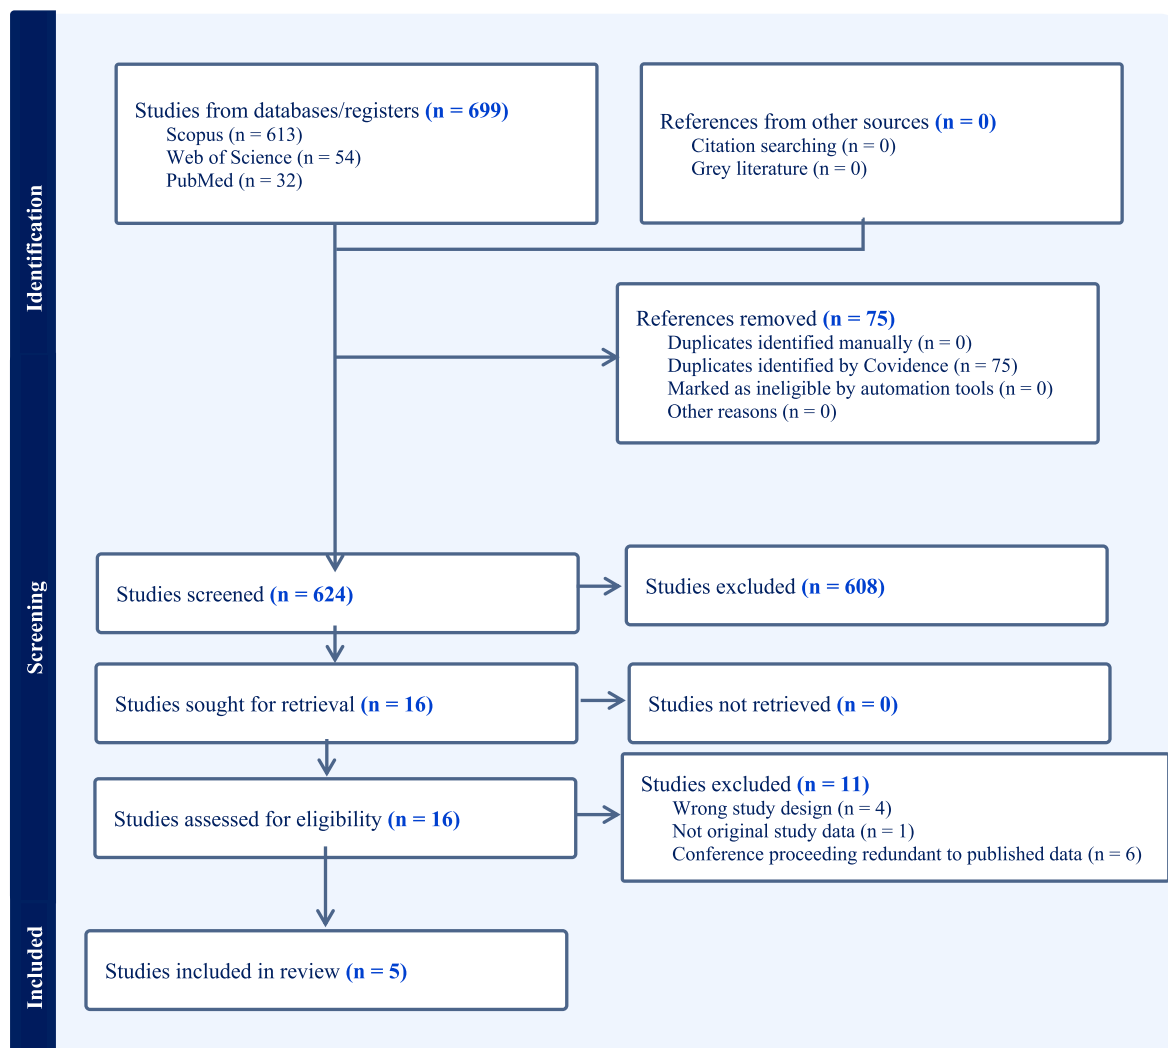 Identification
Studies from databases/registers (n = 699)
Scopus (n = 613)
Web of Science (n = 54)
PubMed (n = 32)
References from other sources (n = 0)
Citation searching (n = 0)
Grey literature (n = 0)
References removed (n = 75)
Duplicates identified manually (n = 0)
Duplicates identified by Covidence (n = 75)
Marked as ineligible by automation tools (n = 0)
Other reasons (n = 0)
Screening
Studies screened (n = 624)
Studies excluded (n = 608)
Studies sought for retrieval (n = 16)
Studies not retrieved (n = 0)
Studies assessed for eligibility (n = 16)
Studies excluded (n = 11)
Wrong study design (n = 4)
Not original study data (n = 1)
Conference proceeding redundant to published data (n = 6)
Included
Studies included in review (n = 5)